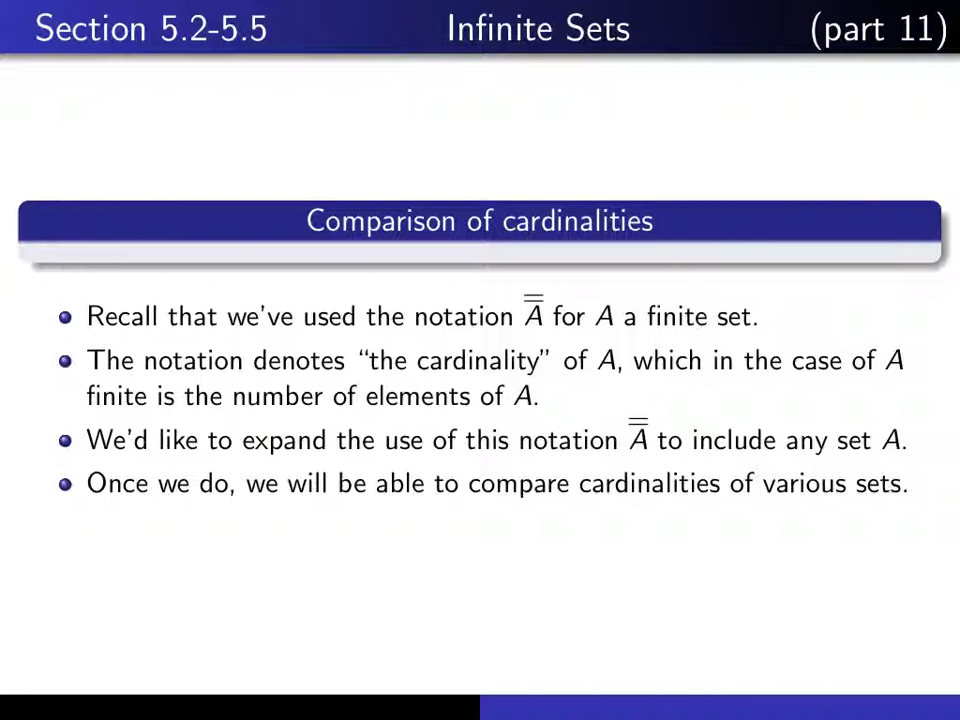 Section 5.2-5.5 Infinite Sets (part 11)
Comparison of cardinalities
Recall that we've used the notation A̿ for A a finite set.
The notation denotes “the cardinality” of A, which in the case of A
finite is the number of elements of A.
We'd like to expand the use of this notation A̿ to include any set A.
Once we do, we will be able to compare cardinalities of various sets.